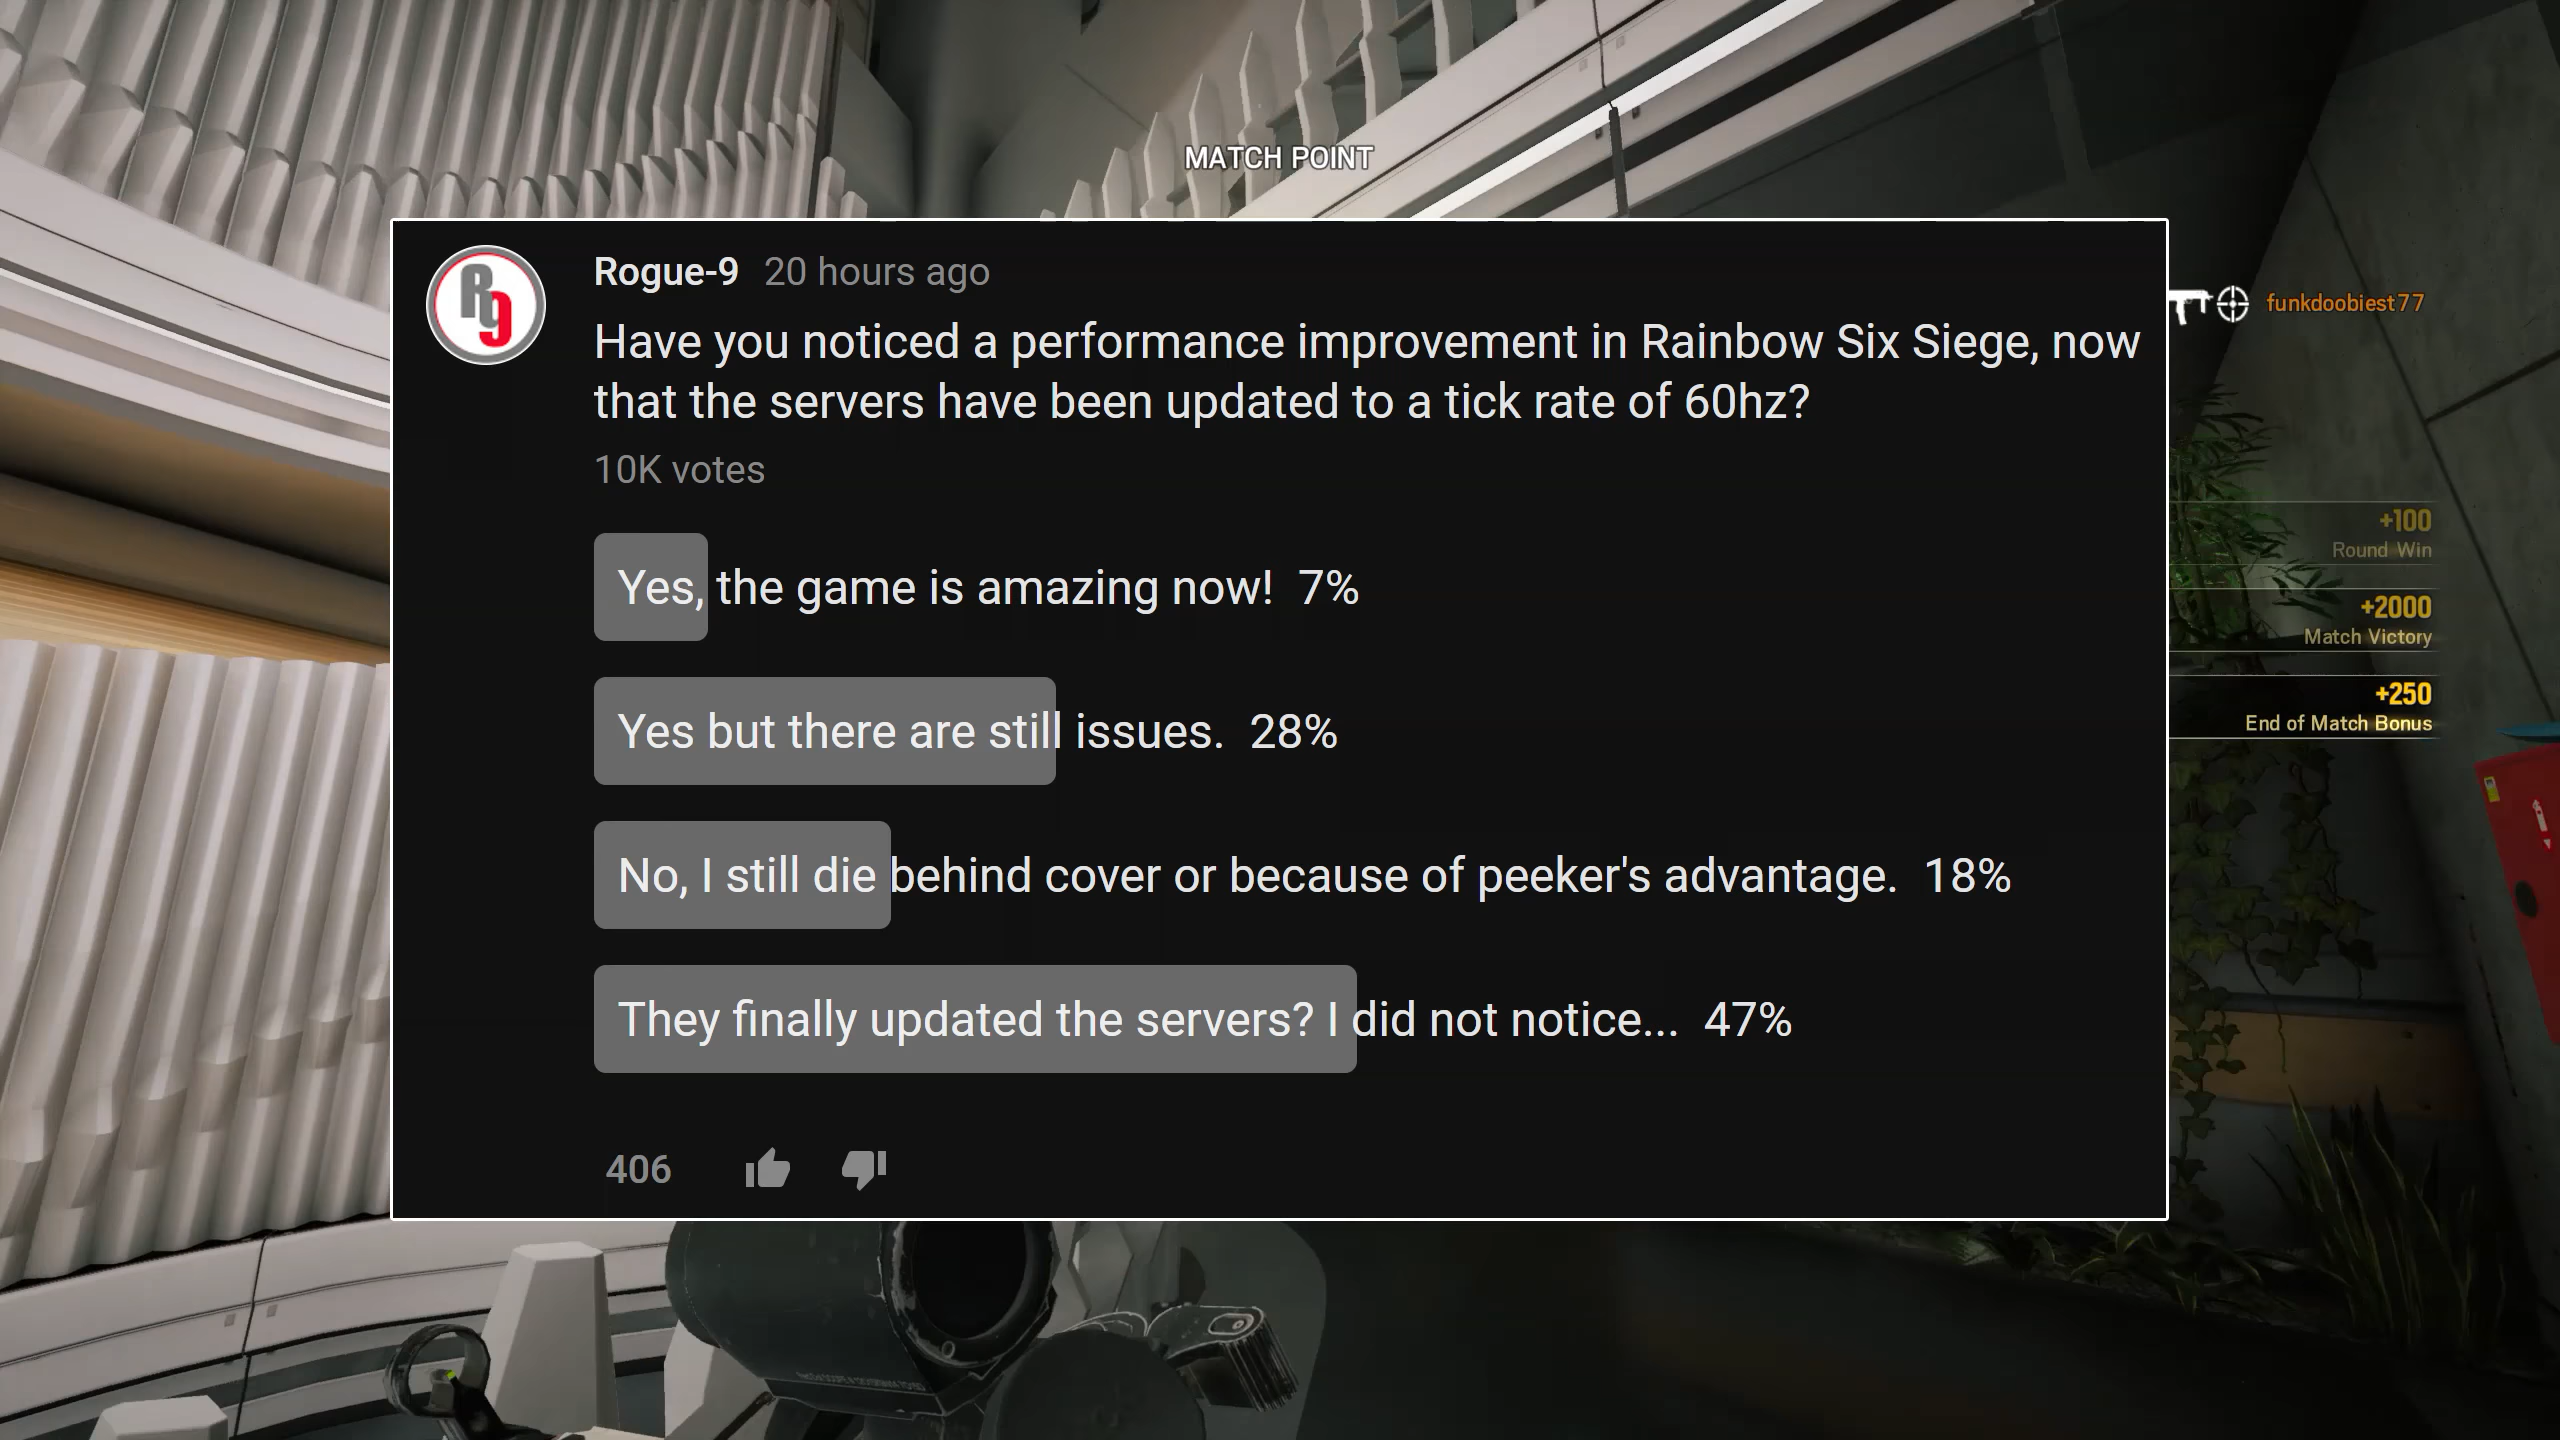 MATCH POINT
R9
Rogue-9 20 hours ago
Have you noticed a performance improvement in Rainbow Six Siege, now
that the servers have been updated to a tick rate of 60hz?
10K votes
Yes, the game is amazing now! 7%
Yes but there are still issues. 28%
No, I still die behind cover or because of peeker's advantage. 18%
They finally updated the servers? I did not notice... 47%
406
funkdoobiest77
+100
Round Win
+2000
Match Victory
+250
End of Match Bonus